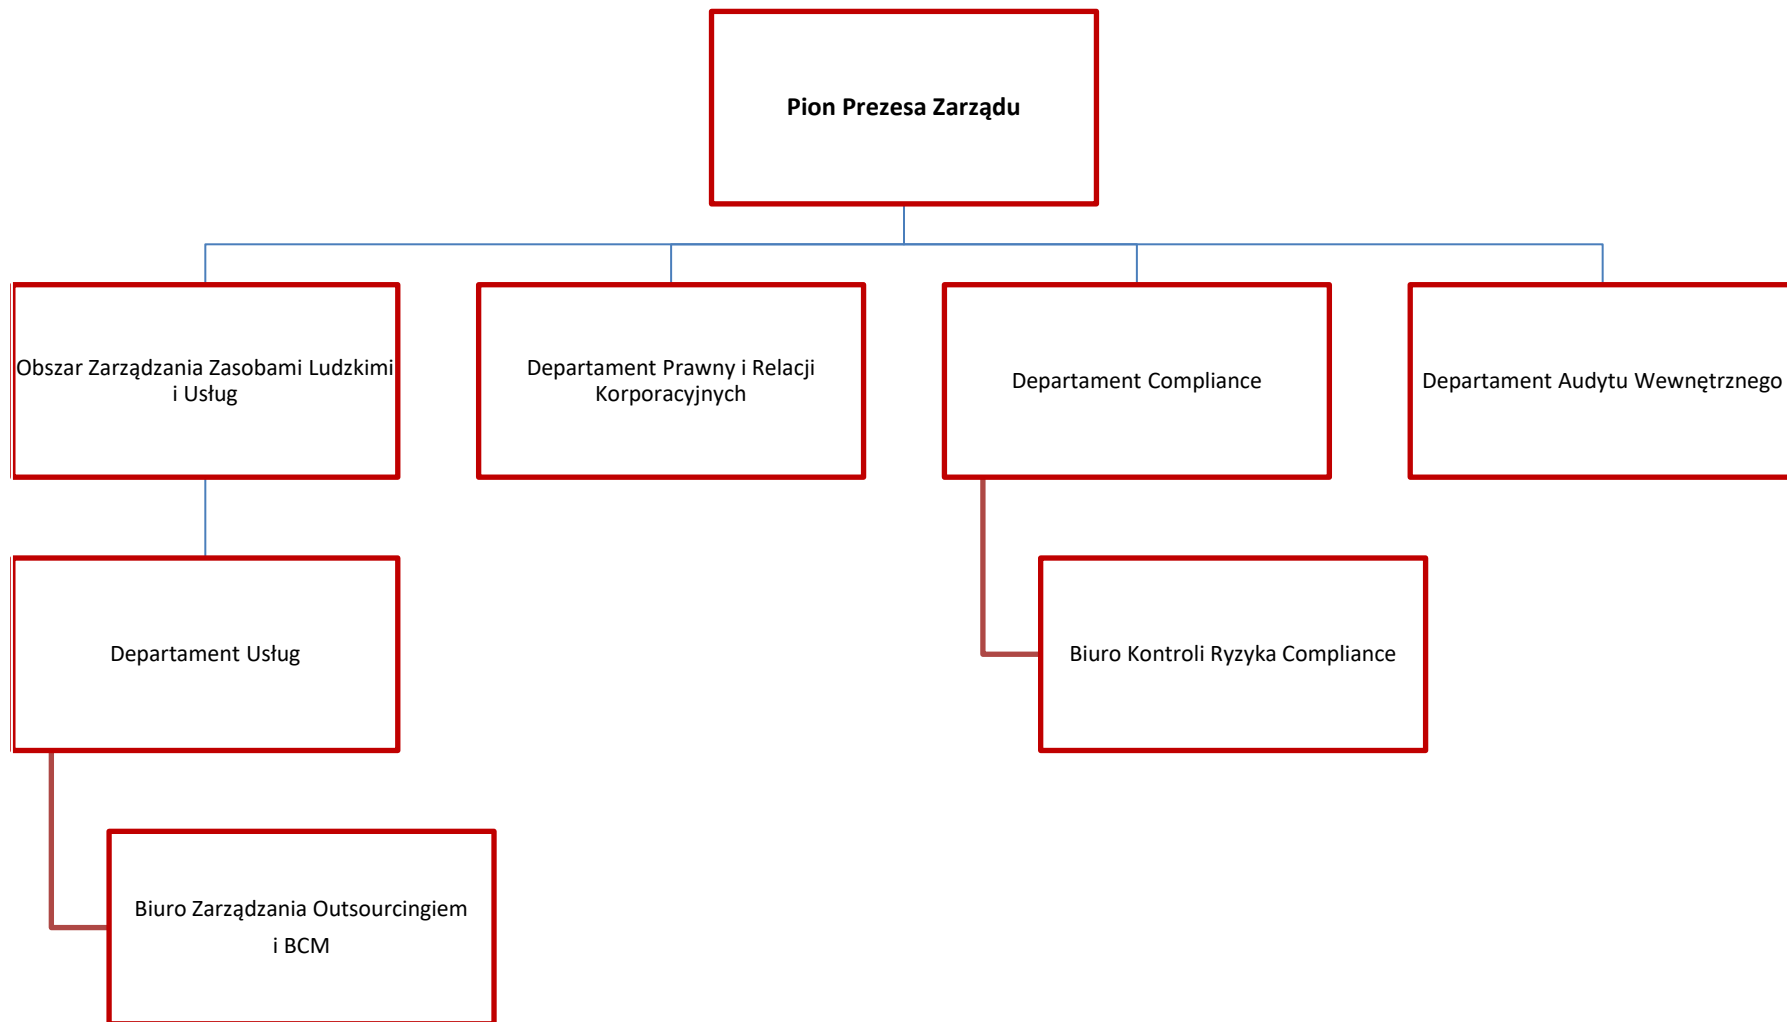 Pion Prezesa Zarządu
Obszar Zarządzania Zasobami Ludzkimi
i Usług
Departament Prawny i Relacji
Korporacyjnych
Departament Compliance
Departament Audytu Wewnętrznego
Departament Usług
Biuro Kontroli Ryzyka Compliance
Biuro Zarządzania Outsourcingiem
i BCM